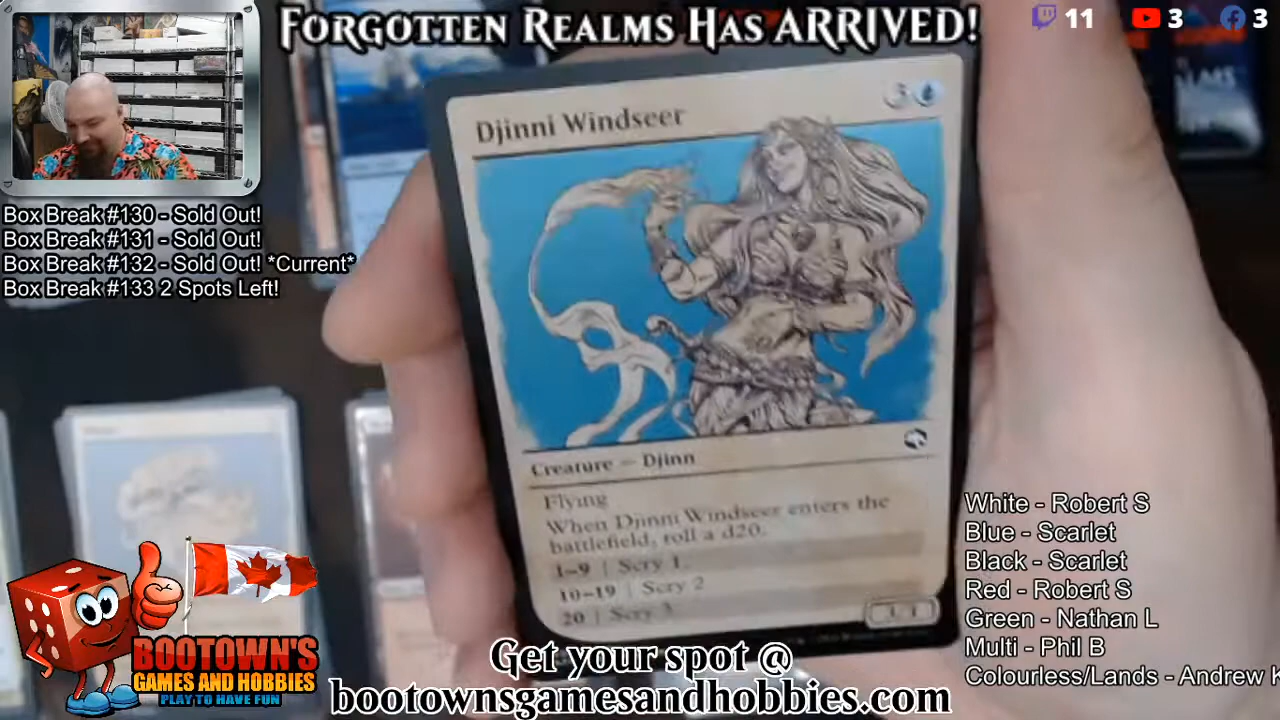 FORGOTTEN REALMS HAS ARRIVED!
11
3
3
Box Break #130 - Sold Out!
Box Break #131 - Sold Out!
Box Break #132 - Sold Out! *Current*
Box Break #133 2 Spots Left!
Djinni Windseer
3
Creature — Djinn
Flying
When Djinni Windseer enters the
battlefield, roll a d20.
1–9 | Scry 1.
10–19 | Scry 2
20 | Scry 3
White - Robert S
Blue - Scarlet
Black - Scarlet
Red - Robert S
Green - Nathan L
Multi - Phil B
Colourless/Lands - Andrew K
BOOTOWN'S
GAMES AND HOBBIES
PLAY TO HAVE FUN
Get your spot @
bootownsgamesandhobbies.com